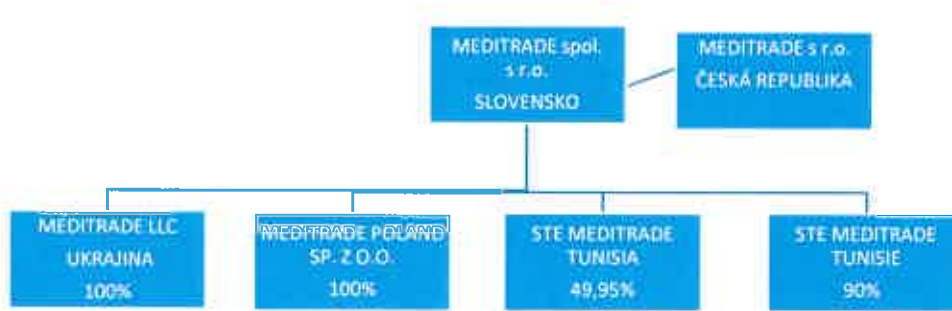 MEDITRADE spol.
s r.o.
SLOVENSKO
MEDITRADE s r.o.
ČESKÁ REPUBLIKA
MEDITRADE LLC
UKRAJINA
100%
MEDITRADE POLAND
SP. Z O.O.
100%
STE MEDITRADE
TUNISIA
49,95%
STE MEDITRADE
TUNISIE
90%